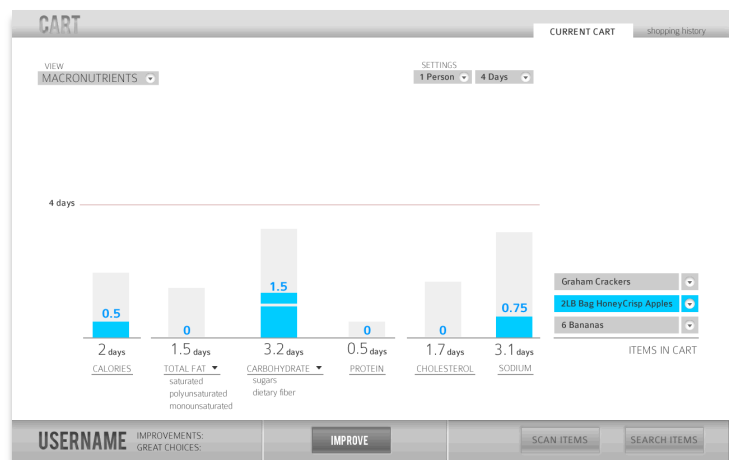 CART
CURRENT CART shopping history
VIEW
MACRONUTRIENTS
SETTINGS
1 Person 4 Days
4 days
0.5
0
1.5
0
0
0.75
2 days 1.5 days 3.2 days 0.5 days 1.7 days 3.1 days
CALORIES TOTAL FAT CARBOHYDRATE PROTEIN CHOLESTEROL SODIUM
saturated
polyunsaturated
monounsaturated
sugars
dietary fiber
Graham Crackers
2LB Bag HoneyCrisp Apples
6 Bananas
ITEMS IN CART
USERNAME
IMPROVEMENTS:
GREAT CHOICES:
IMPROVE
SCAN ITEMS
SEARCH ITEMS